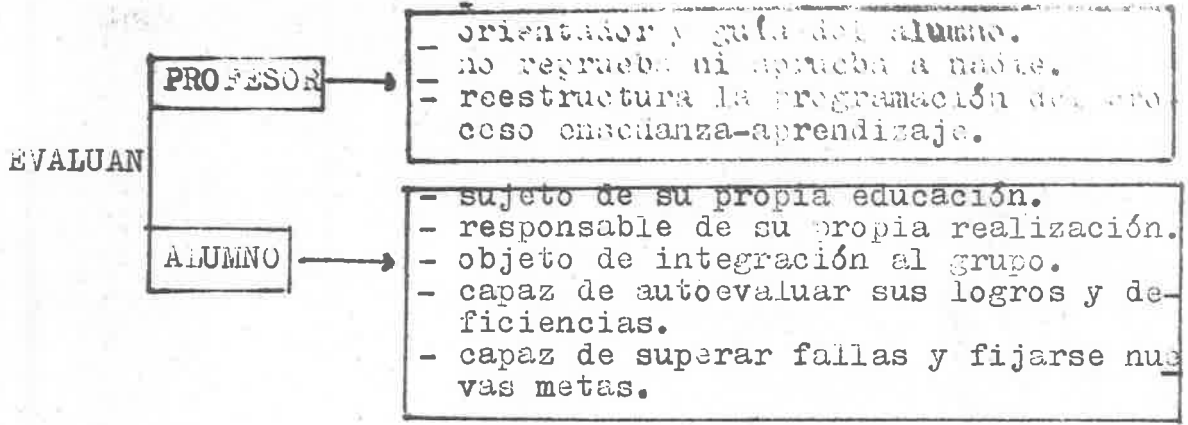 orientador y guía del alumno.
PROFESOR
- no reprueba ni aprueba a nadie.
- reestructura la programación del pro
ceso enseñanza-aprendizaje.
EVALUAN
- sujeto de su propia educación.
- responsable de su propia realización.
ALUMNO
- objeto de integración al grupo.
- capaz de autoevaluar sus logros y de-
ficiencias.
- capaz de superar fallas y fijarse nue
vas metas.